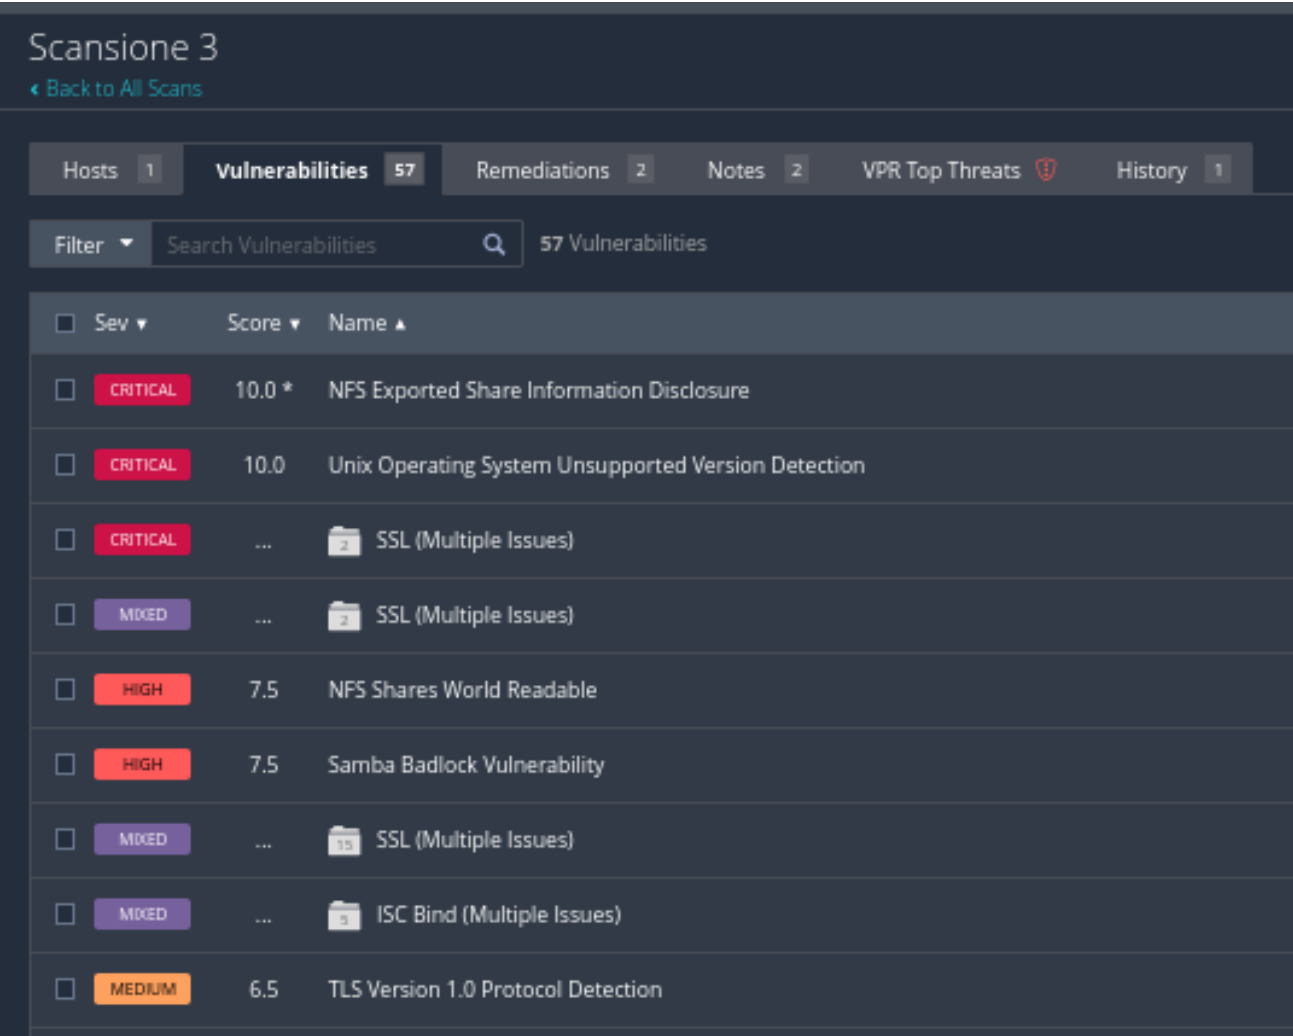 Scansione 3
‹ Back to All Scans
Hosts 1 Vulnerabilities 57 Remediations 2 Notes 2 VPR Top Threats History 1
Filter ▼ Search Vulnerabilities 57 Vulnerabilities
Sev ▼ Score ▼ Name ▲
CRITICAL 10.0 * NFS Exported Share Information Disclosure
CRITICAL 10.0 Unix Operating System Unsupported Version Detection
CRITICAL ... 2 SSL (Multiple Issues)
MIXED ... 2 SSL (Multiple Issues)
HIGH 7.5 NFS Shares World Readable
HIGH 7.5 Samba Badlock Vulnerability
MIXED ... 15 SSL (Multiple Issues)
MIXED ... 5 ISC Bind (Multiple Issues)
MEDIUM 6.5 TLS Version 1.0 Protocol Detection